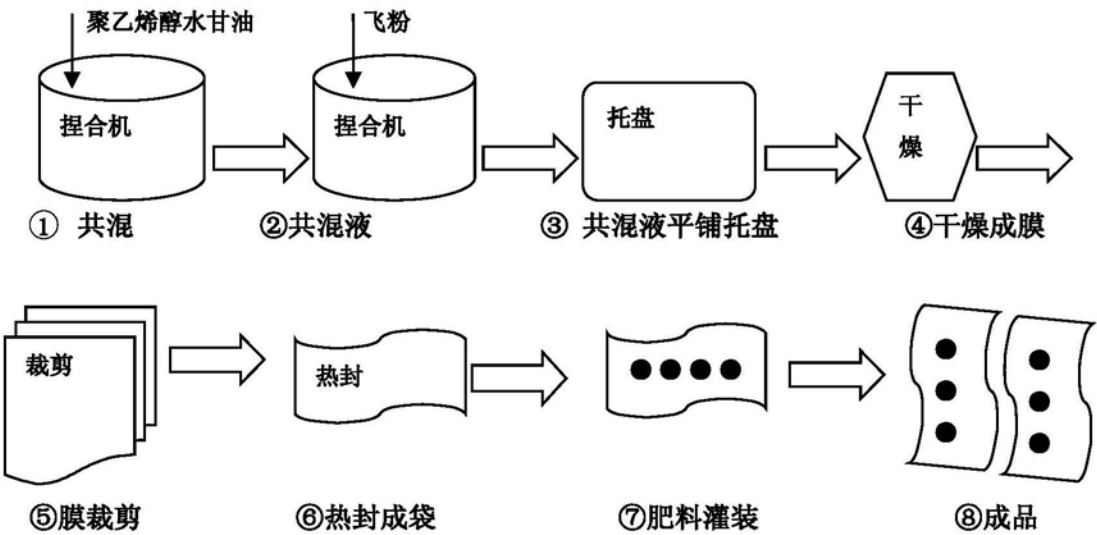 聚乙烯醇水甘油
飞粉
捏合机
捏合机
托盘
干
燥
① 共混
②共混液
③ 共混液平铺托盘
④干燥成膜
裁剪
热封
⑤膜裁剪
⑥热封成袋
⑦肥料灌装
⑧成品